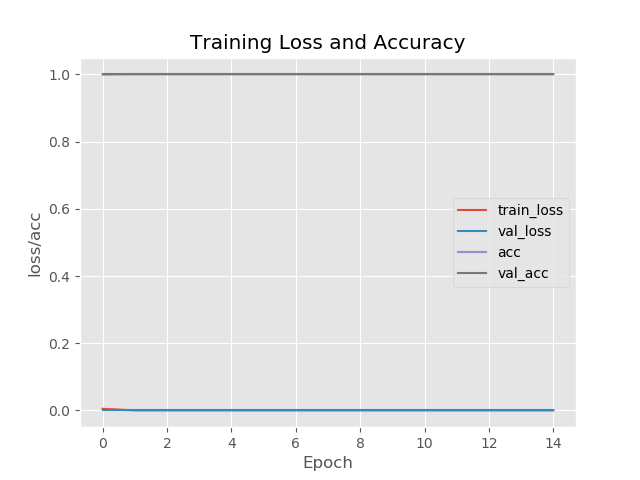 Training Loss and Accuracy
1.0
0.8
0.6
0.4
0.2
0.0
loss/acc
train_loss
val_loss
acc
val_acc
0 2 4 6 8 10 12 14
Epoch